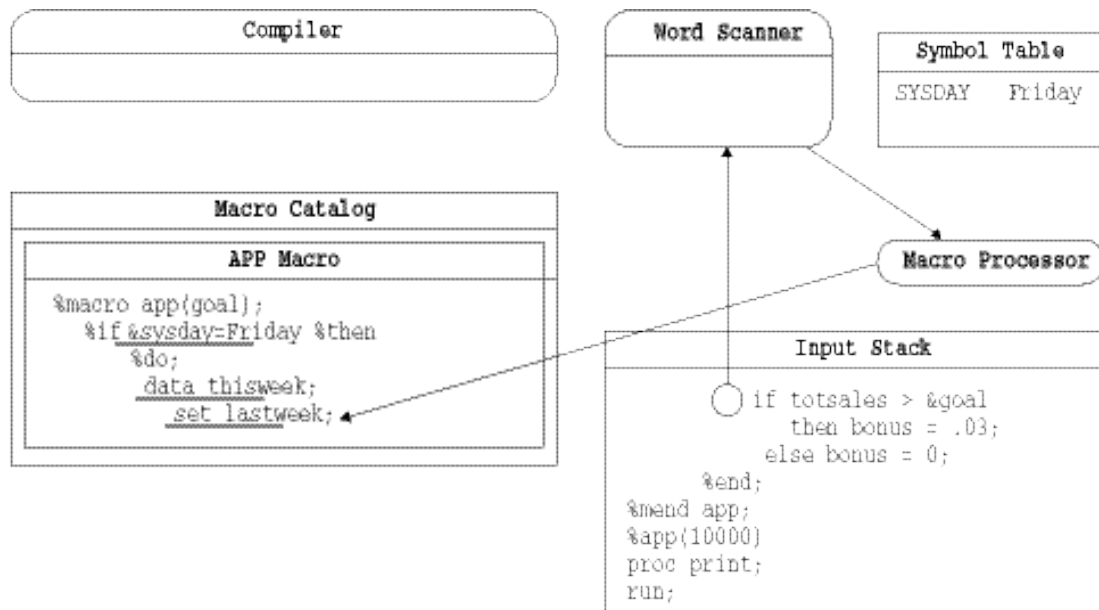 Compiler
Word Scanner
Symbol Table
SYSDAY Friday
Macro Catalog
APP Macro
%macro app(goal);
%if &sysday=Friday %then
%do;
data thisweek;
set lastweek;
Macro Processor
Input Stack
if totsales > &goal
then bonus = .03;
else bonus = 0;
%end;
%mend app;
%app(10000)
proc print;
run;